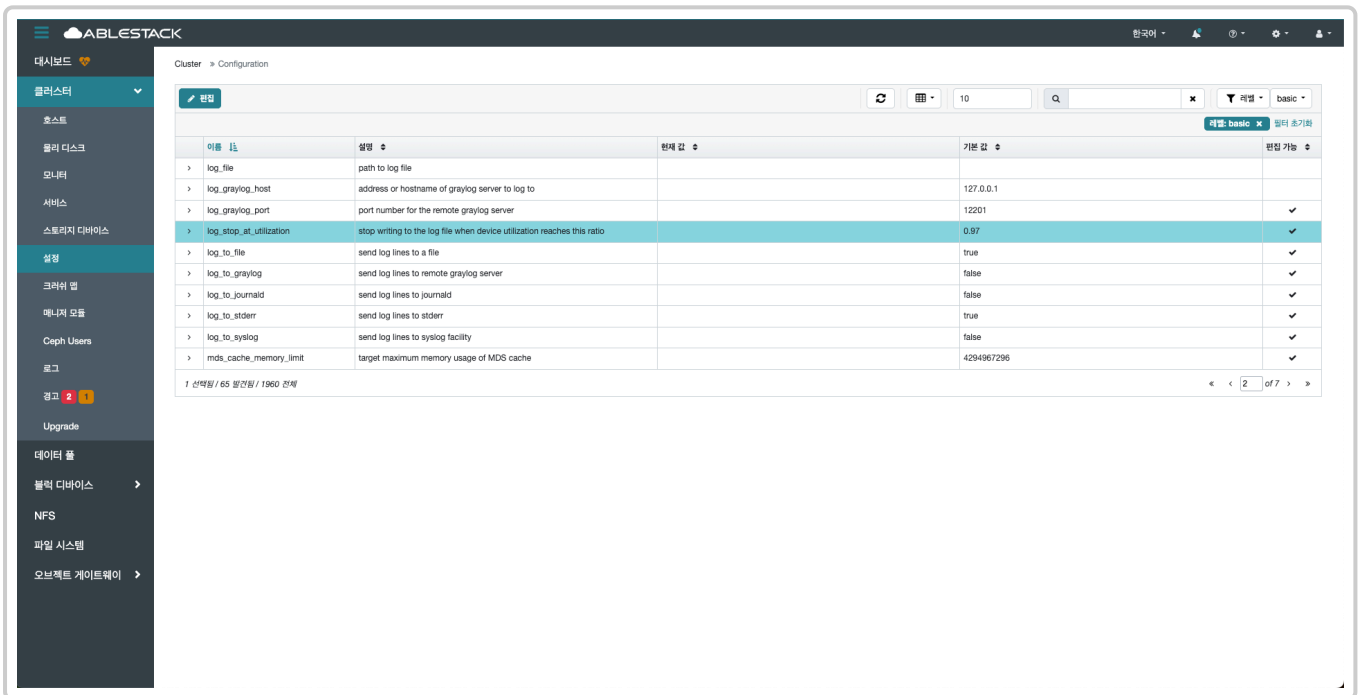 ABLESTACK
한국어
대시보드
클러스터
호스트
물리 디스크
모니터
서비스
스토리지 디바이스
설정
크러쉬 맵
매니저 모듈
Ceph Users
로그
경고 2 1
Upgrade
데이터 풀
블럭 디바이스
NFS
파일 시스템
오브젝트 게이트웨이
Cluster » Configuration
편집
10
레벨 basic
레벨: basic × 필터 초기화
이름 설명 현재 값 기본 값 편집 가능
log_file path to log file
log_graylog_host address or hostname of graylog server to log to 127.0.0.1
log_graylog_port port number for the remote graylog server 12201 ✔
log_stop_at_utilization stop writing to the log file when device utilization reaches this ratio 0.97 ✔
log_to_file send log lines to a file true ✔
log_to_graylog send log lines to remote graylog server false ✔
log_to_journald send log lines to journald false ✔
log_to_stderr send log lines to stderr true ✔
log_to_syslog send log lines to syslog facility false ✔
mds_cache_memory_limit target maximum memory usage of MDS cache 4294967296 ✔
1 선택됨 / 65 발견됨 / 1960 전체
« ‹ 2 of 7 › »